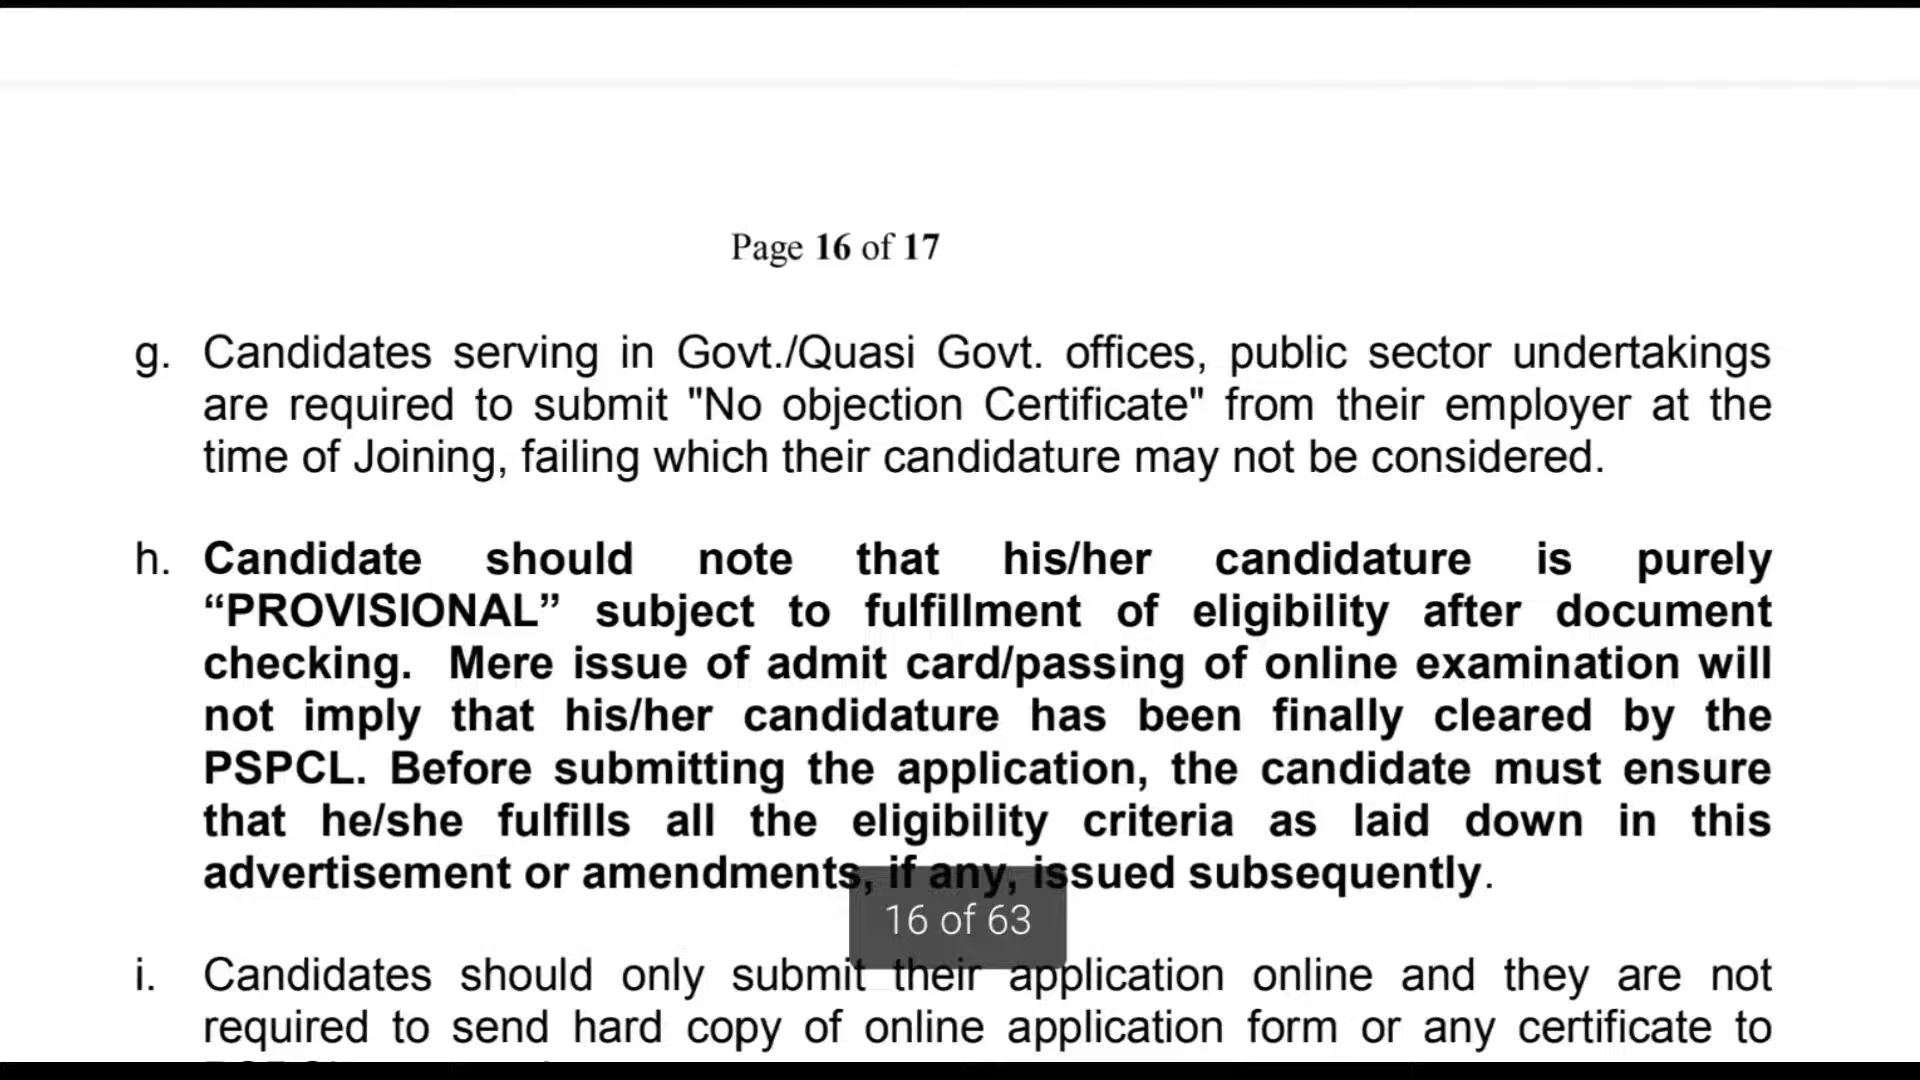 Page 16 of 17
g. Candidates serving in Govt./Quasi Govt. offices, public sector undertakings
are required to submit "No objection Certificate" from their employer at the
time of Joining, failing which their candidature may not be considered.
h. Candidate should note that his/her candidature is purely
“PROVISIONAL” subject to fulfillment of eligibility after document
checking. Mere issue of admit card/passing of online examination will
not imply that his/her candidature has been finally cleared by the
PSPCL. Before submitting the application, the candidate must ensure
that he/she fulfills all the eligibility criteria as laid down in this
advertisement or amendments, if any, issued subsequently.
16 of 63
i. Candidates should only submit their application online and they are not
required to send hard copy of online application form or any certificate to